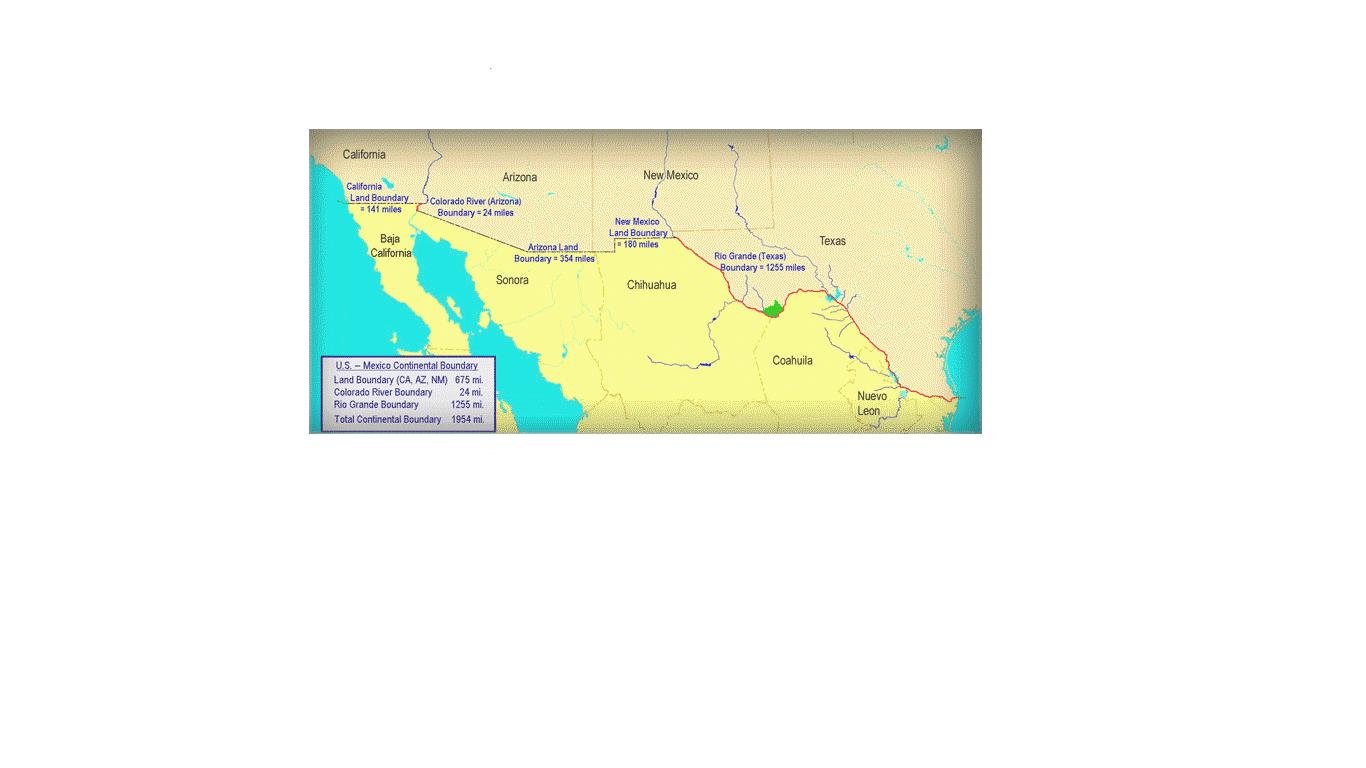 California
Arizona
New Mexico
California
Land Boundary
= 141 miles
Colorado River (Arizona)
Boundary = 24 miles
New Mexico
Land Boundary
= 180 miles
Texas
Baja
California
Arizona Land
Boundary = 354 miles
Rio Grande (Texas)
Boundary = 1255 miles
Sonora
Chihuahua
Coahuila
Nuevo
Leon
U.S. – Mexico Continental Boundary
Land Boundary (CA, AZ, NM) 675 mi.
Colorado River Boundary 24 mi.
Rio Grande Boundary 1255 mi.
Total Continental Boundary 1954 mi.